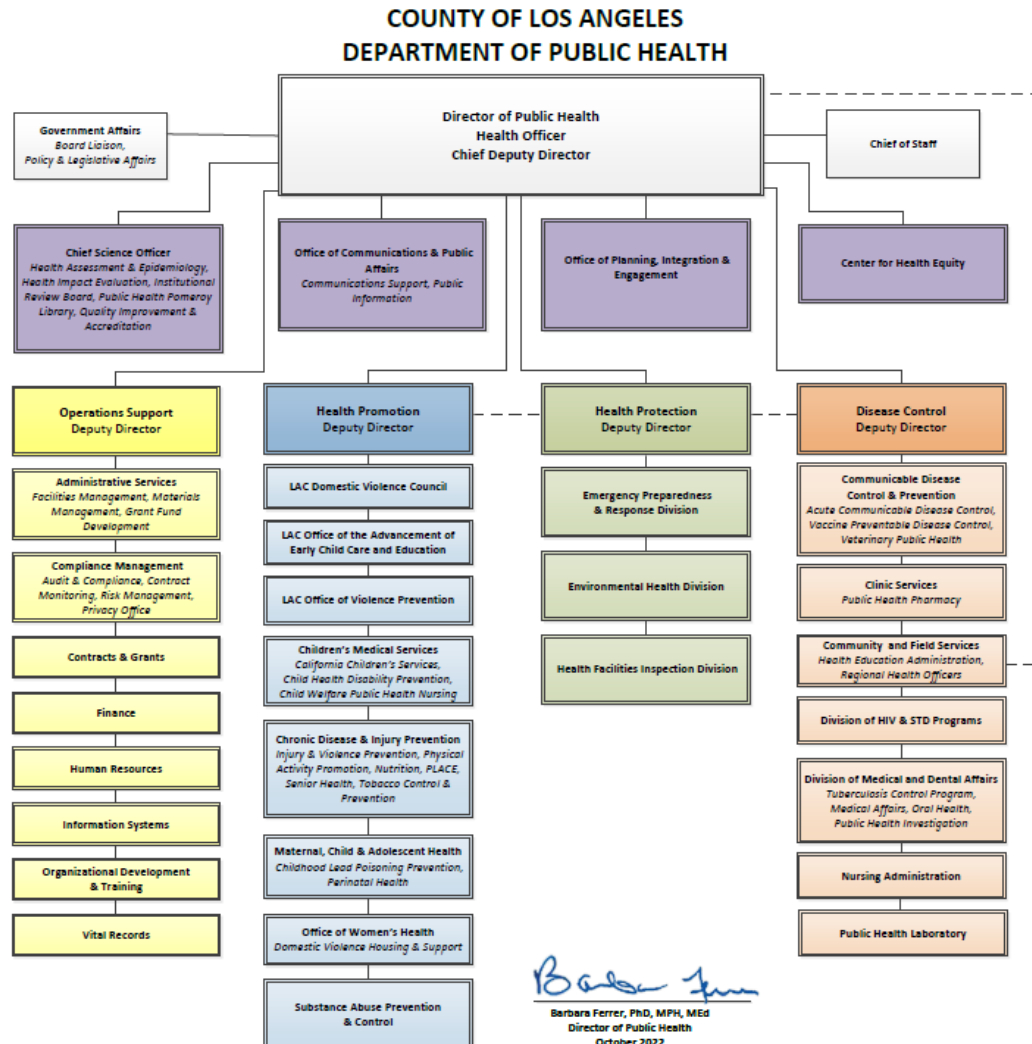 COUNTY OF LOS ANGELES
DEPARTMENT OF PUBLIC HEALTH
Director of Public Health
Health Officer
Chief Deputy Director
Government Affairs
Board Liaison,
Policy & Legislative Affairs
Chief of Staff
Chief Science Officer
Health Assessment & Epidemiology,
Health Impact Evaluation, Institutional
Review Board, Public Health Pomeroy
Library, Quality Improvement &
Accreditation
Office of Communications & Public
Affairs
Communications Support, Public
Information
Office of Planning, Integration &
Engagement
Center for Health Equity
Operations Support
Deputy Director
Administrative Services
Facilities Management, Materials
Management, Grant Fund
Development
Compliance Management
Audit & Compliance, Contract
Monitoring, Risk Management,
Privacy Office
Contracts & Grants
Finance
Human Resources
Information Systems
Organizational Development
& Training
Vital Records
Health Promotion
Deputy Director
LAC Domestic Violence Council
LAC Office of the Advancement of
Early Child Care and Education
LAC Office of Violence Prevention
Children's Medical Services
California Children's Services,
Child Health Disability Prevention,
Child Welfare Public Health Nursing
Chronic Disease & Injury Prevention
Injury & Violence Prevention, Physical
Activity Promotion, Nutrition, PLACE,
Senior Health, Tobacco Control &
Prevention
Maternal, Child & Adolescent Health
Childhood Lead Poisoning Prevention,
Perinatal Health
Office of Women's Health
Domestic Violence Housing & Support
Substance Abuse Prevention
& Control
Health Protection
Deputy Director
Emergency Preparedness
& Response Division
Environmental Health Division
Health Facilities Inspection Division
Disease Control
Deputy Director
Communicable Disease
Control & Prevention
Acute Communicable Disease Control,
Vaccine Preventable Disease Control,
Veterinary Public Health
Clinic Services
Public Health Pharmacy
Community and Field Services
Health Education Administration,
Regional Health Officers
Division of HIV & STD Programs
Division of Medical and Dental Affairs
Tuberculosis Control Program,
Medical Affairs, Oral Health,
Public Health Investigation
Nursing Administration
Public Health Laboratory
Barbara Ferrer, PhD, MPH, MEd
Director of Public Health
October 2022